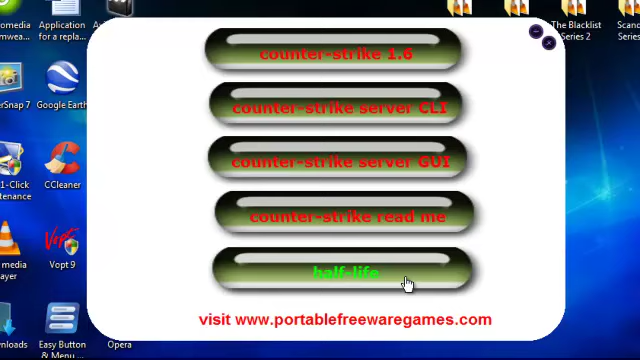 Application for a repla...
The Blacklist Series 2
Google Earth
CCleaner
Vopt 9
Easy Button & Menu ...
Opera
counter-strike 1.6
counter-strike server CLI
counter-strike server GUI
counter-strike read me
half-life
visit www.portablefreewaregames.com